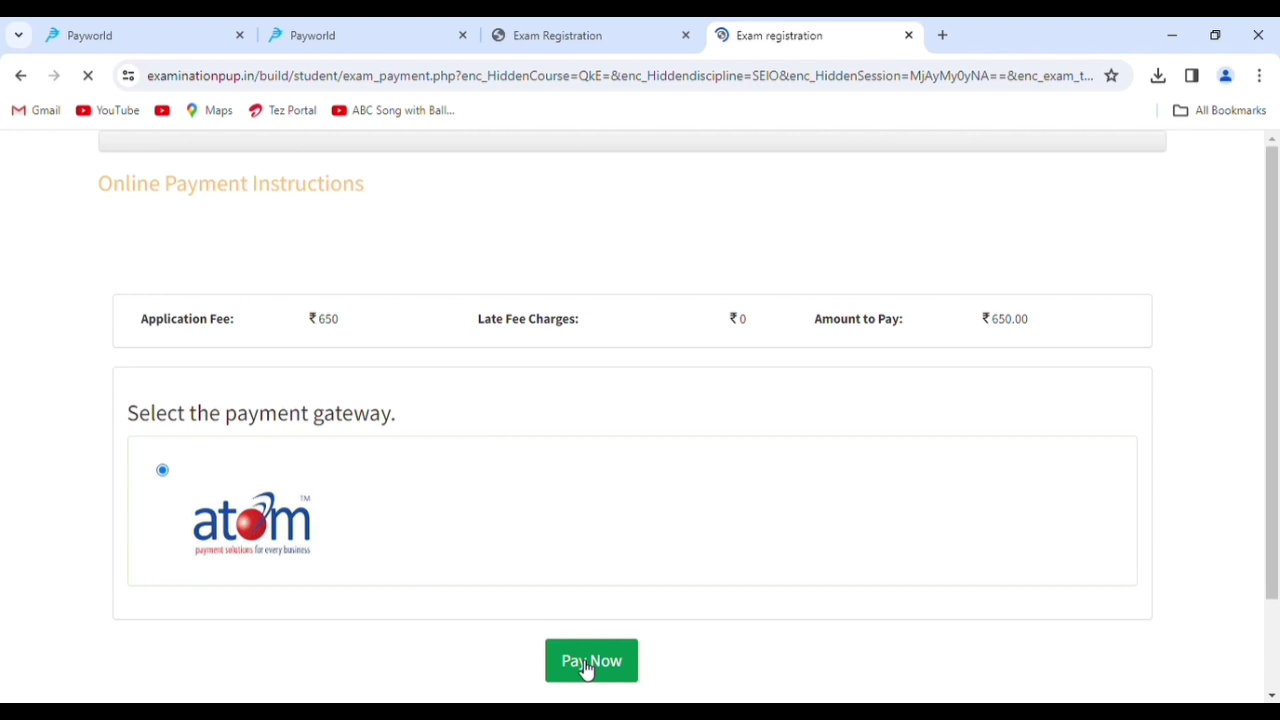 Payworld
Payworld
Exam Registration
Exam registration
examinationpup.in/build/student/exam_payment.php?enc_HiddenCourse=QkE=&enc_Hiddendiscipline=SElO&enc_HiddenSession=MjAyMy0yNA==&enc_exam_t...
Gmail
YouTube
Maps
Tez Portal
ABC Song with Ball...
All Bookmarks
Online Payment Instructions
Application Fee: ₹650 Late Fee Charges: ₹0 Amount to Pay: ₹650.00
Select the payment gateway.
atom TM
payment solutions for every business
Pay Now